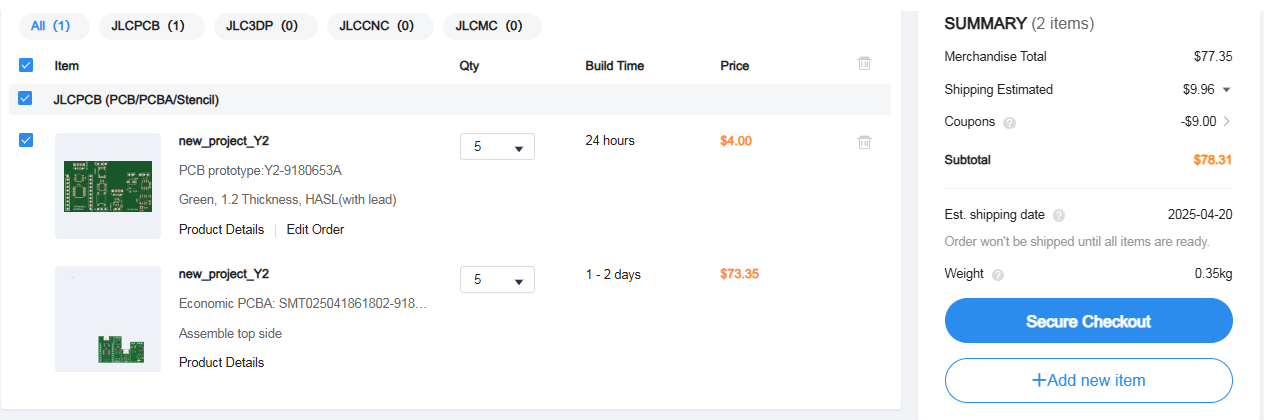 All (1) JLCPCB (1) JLC3DP (0) JLCCNC (0) JLCMC (0)
Item Qty Build Time Price
JLCPCB (PCB/PCBA/Stencil)
new_project_Y2 5 24 hours $4.00
PCB prototype:Y2-9180653A
Green, 1.2 Thickness, HASL(with lead)
Product Details Edit Order
new_project_Y2 5 1 - 2 days $73.35
Economic PCBA: SMT025041861802-918...
Assemble top side
Product Details
SUMMARY (2 items)
Merchandise Total $77.35
Shipping Estimated $9.96
Coupons ? -$9.00
Subtotal $78.31
Est. shipping date ? 2025-04-20
Order won't be shipped until all items are ready.
Weight ? 0.35kg
Secure Checkout
+Add new item